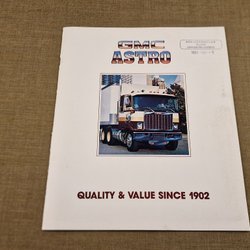 GMC
ASTRO
QUALITY & VALUE SINCE 1902